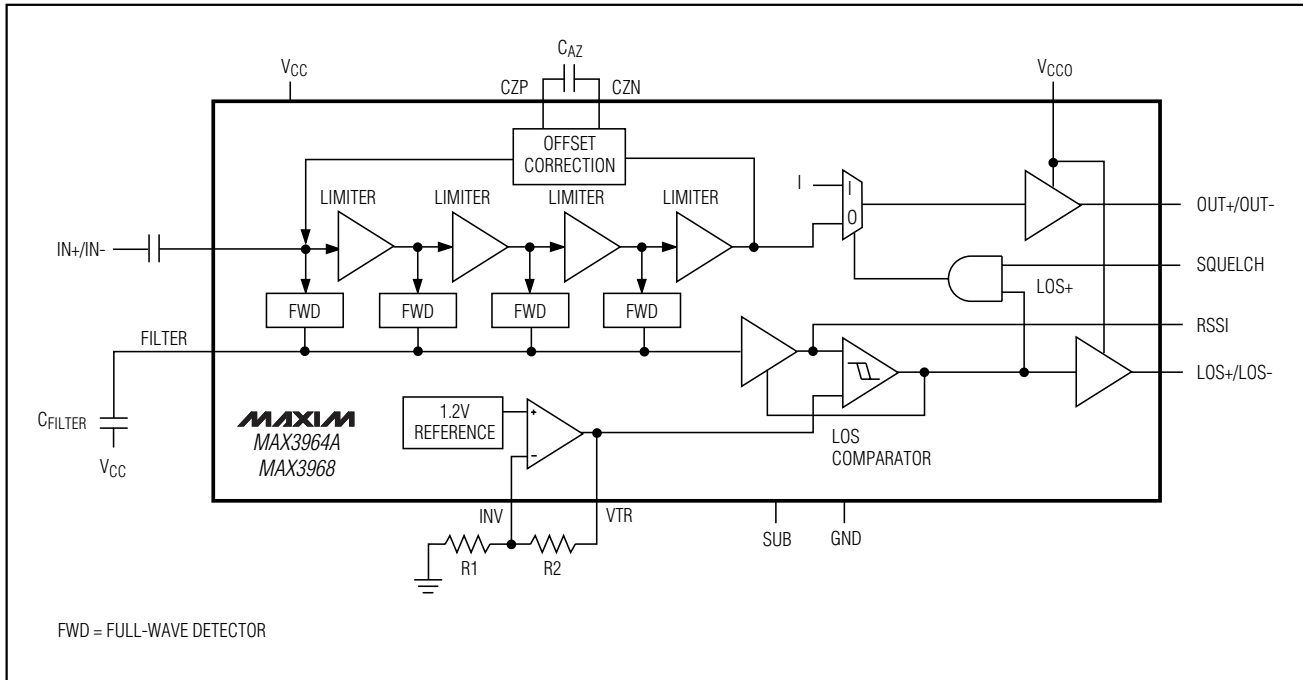 CAZ
VCC
CZP
CZN
VCCO
OFFSET
CORRECTION
LIMITER
LIMITER
LIMITER
LIMITER
I
I
O
OUT+/OUT-
IN+/IN-
SQUELCH
LOS+
FWD
FWD
FWD
FWD
RSSI
FILTER
LOS+/LOS-
CFILTER
VCC
MAXIM
MAX3964A
MAX3968
1.2V
REFERENCE
+
-
LOS
COMPARATOR
INV
VTR
SUB
GND
R1
R2
FWD = FULL-WAVE DETECTOR